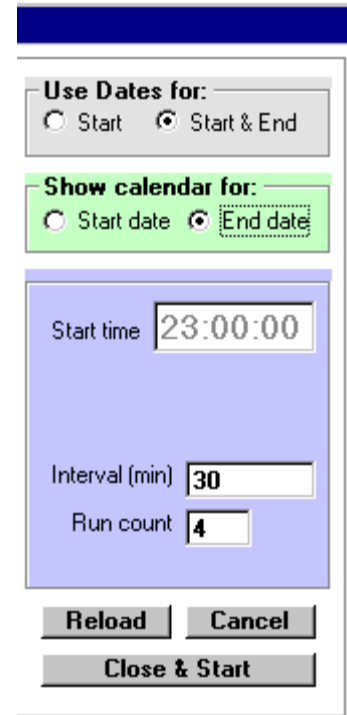 Use Dates for:
Start Start & End
Show calendar for:
Start date End date
Start time 23:00:00
Interval (min) 30
Run count 4
Reload Cancel
Close & Start